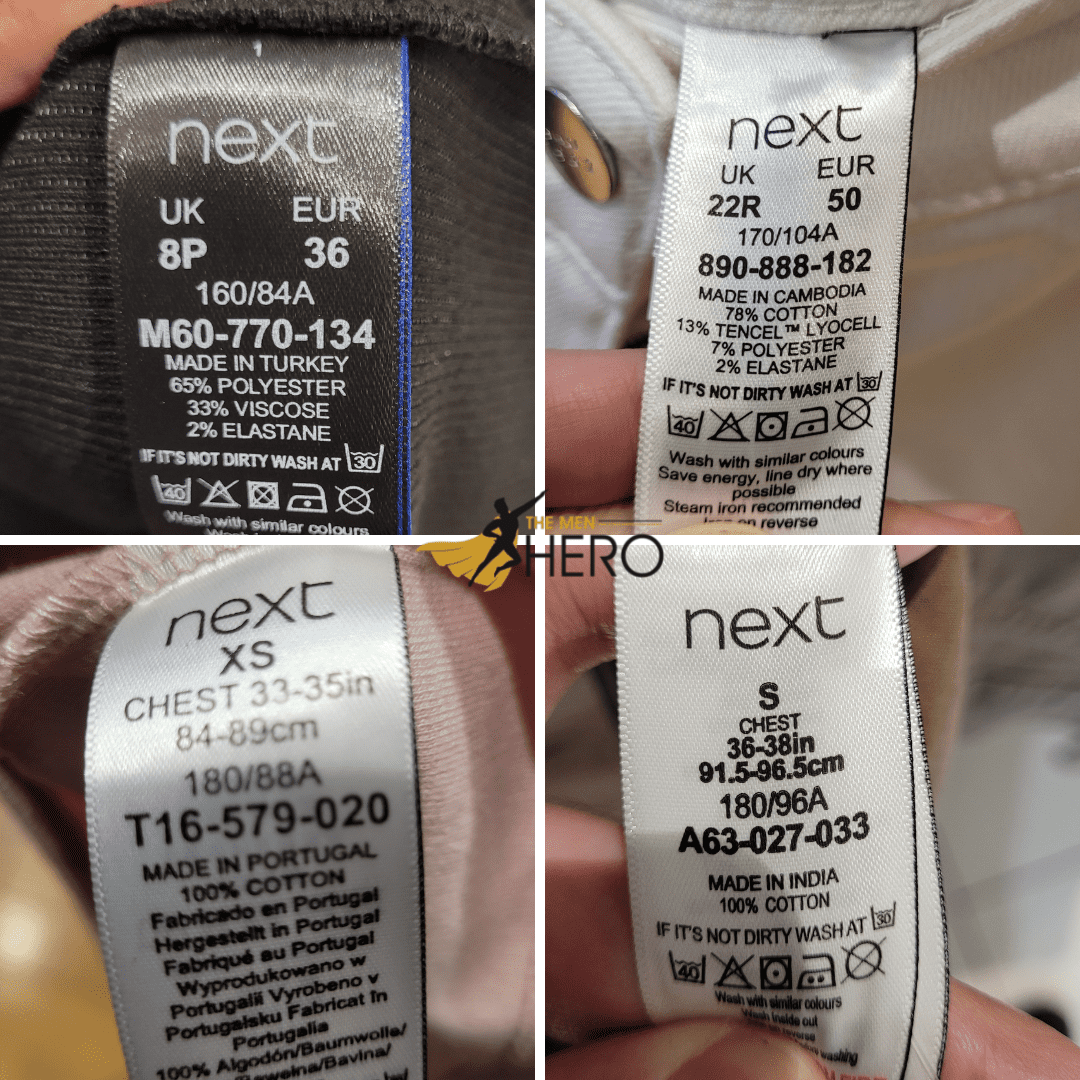 next
UK EUR
8P 36
160/84A
M60-770-134
MADE IN TURKEY
65% POLYESTER
33% VISCOSE
2% ELASTANE
IF IT'S NOT DIRTY WASH AT 30
40
Wash with similar colours
next
UK EUR
22R 50
170/104A
890-888-182
MADE IN CAMBODIA
78% COTTON
13% TENCEL™ LYOCELL
7% POLYESTER
2% ELASTANE
IF IT'S NOT DIRTY WASH AT 30
40
Wash with similar colours
Save energy, line dry where
possible
Steam iron recommended
Iron on reverse
THE MEN
HERO
next
XS
CHEST 33-35in
84-89cm
180/88A
T16-579-020
MADE IN PORTUGAL
100% COTTON
Fabricado en Portugal
Hergestellt in Portugal
Fabriqué au Portugal
Wyprodukowano w
Portugalii Vyrobeno v
Portugalsku Fabricat în
Portugalia
100% Algodón/Baumwolle/
next
S
CHEST
36-38in
91.5-96.5cm
180/96A
A63-027-033
MADE IN INDIA
100% COTTON
IF IT'S NOT DIRTY WASH AT 30
40
Wash with similar colours
Wash inside out
reverse
washing